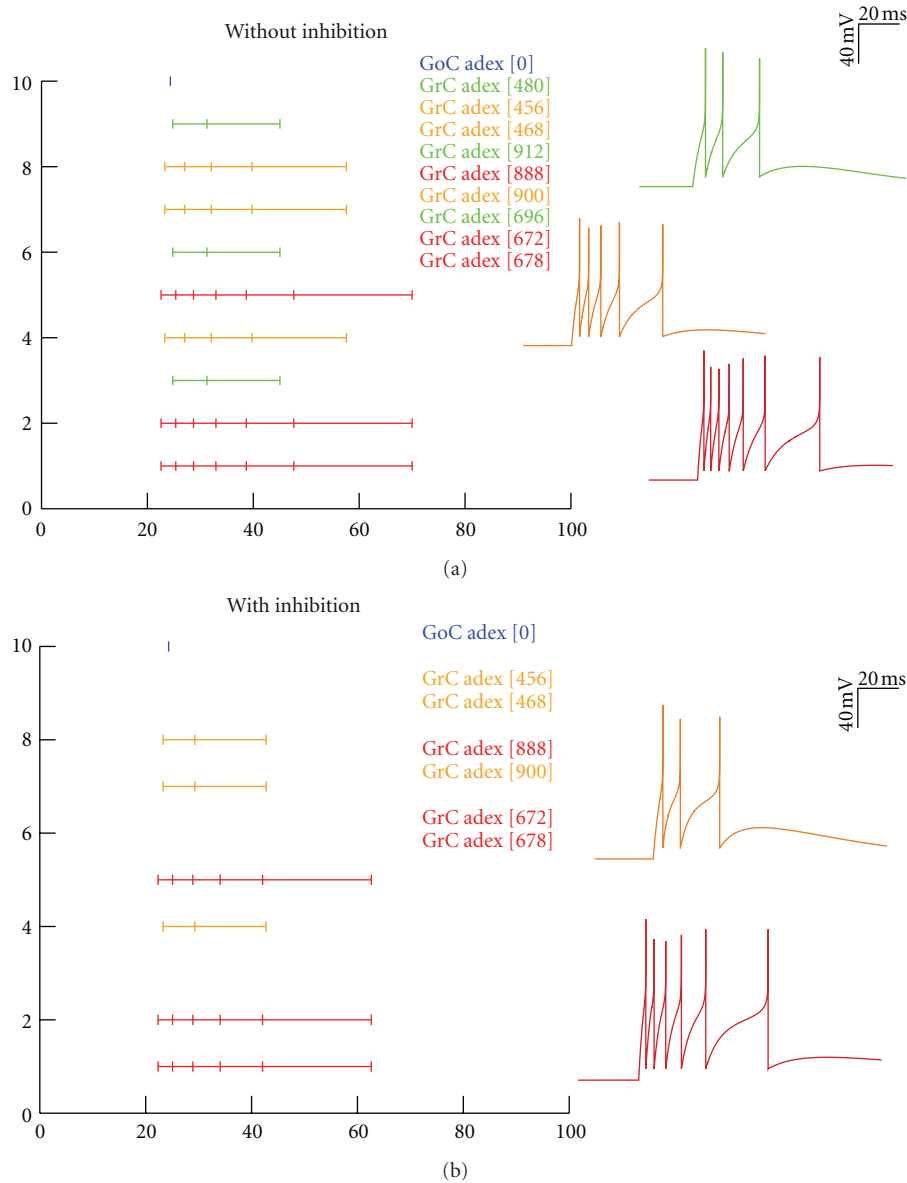 Without inhibition
20 ms
40 mV
10
8
6
4
2
0
GoC adex [0]
GrC adex [480]
GrC adex [456]
GrC adex [468]
GrC adex [912]
GrC adex [888]
GrC adex [900]
GrC adex [696]
GrC adex [672]
GrC adex [678]
0 20 40 60 80 100
(a)
With inhibition
20 ms
40 mV
10
8
6
4
2
0
GoC adex [0]
GrC adex [456]
GrC adex [468]
GrC adex [888]
GrC adex [900]
GrC adex [672]
GrC adex [678]
0 20 40 60 80 100
(b)